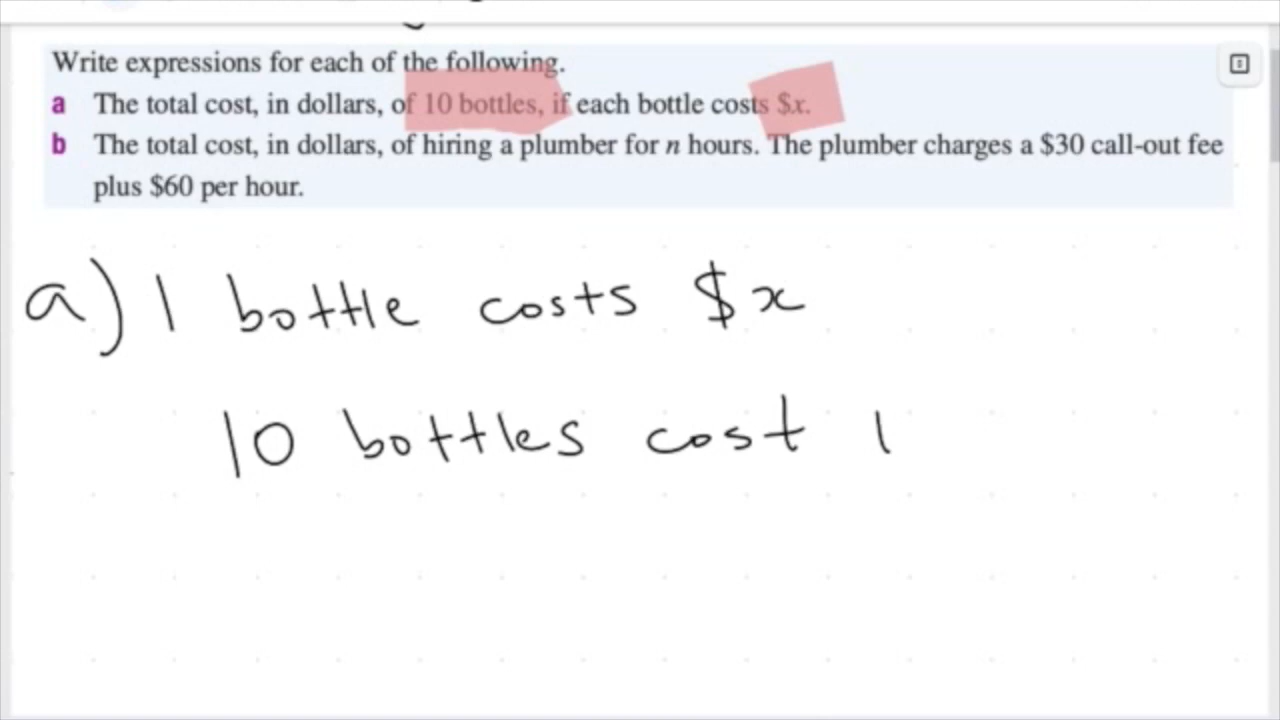 Write expressions for each of the following.
a The total cost, in dollars, of 10 bottles, if each bottle costs $x.
b The total cost, in dollars, of hiring a plumber for n hours. The plumber charges a $30 call-out fee
plus $60 per hour.
a) 1 bottle costs $x
10 bottles cost 1